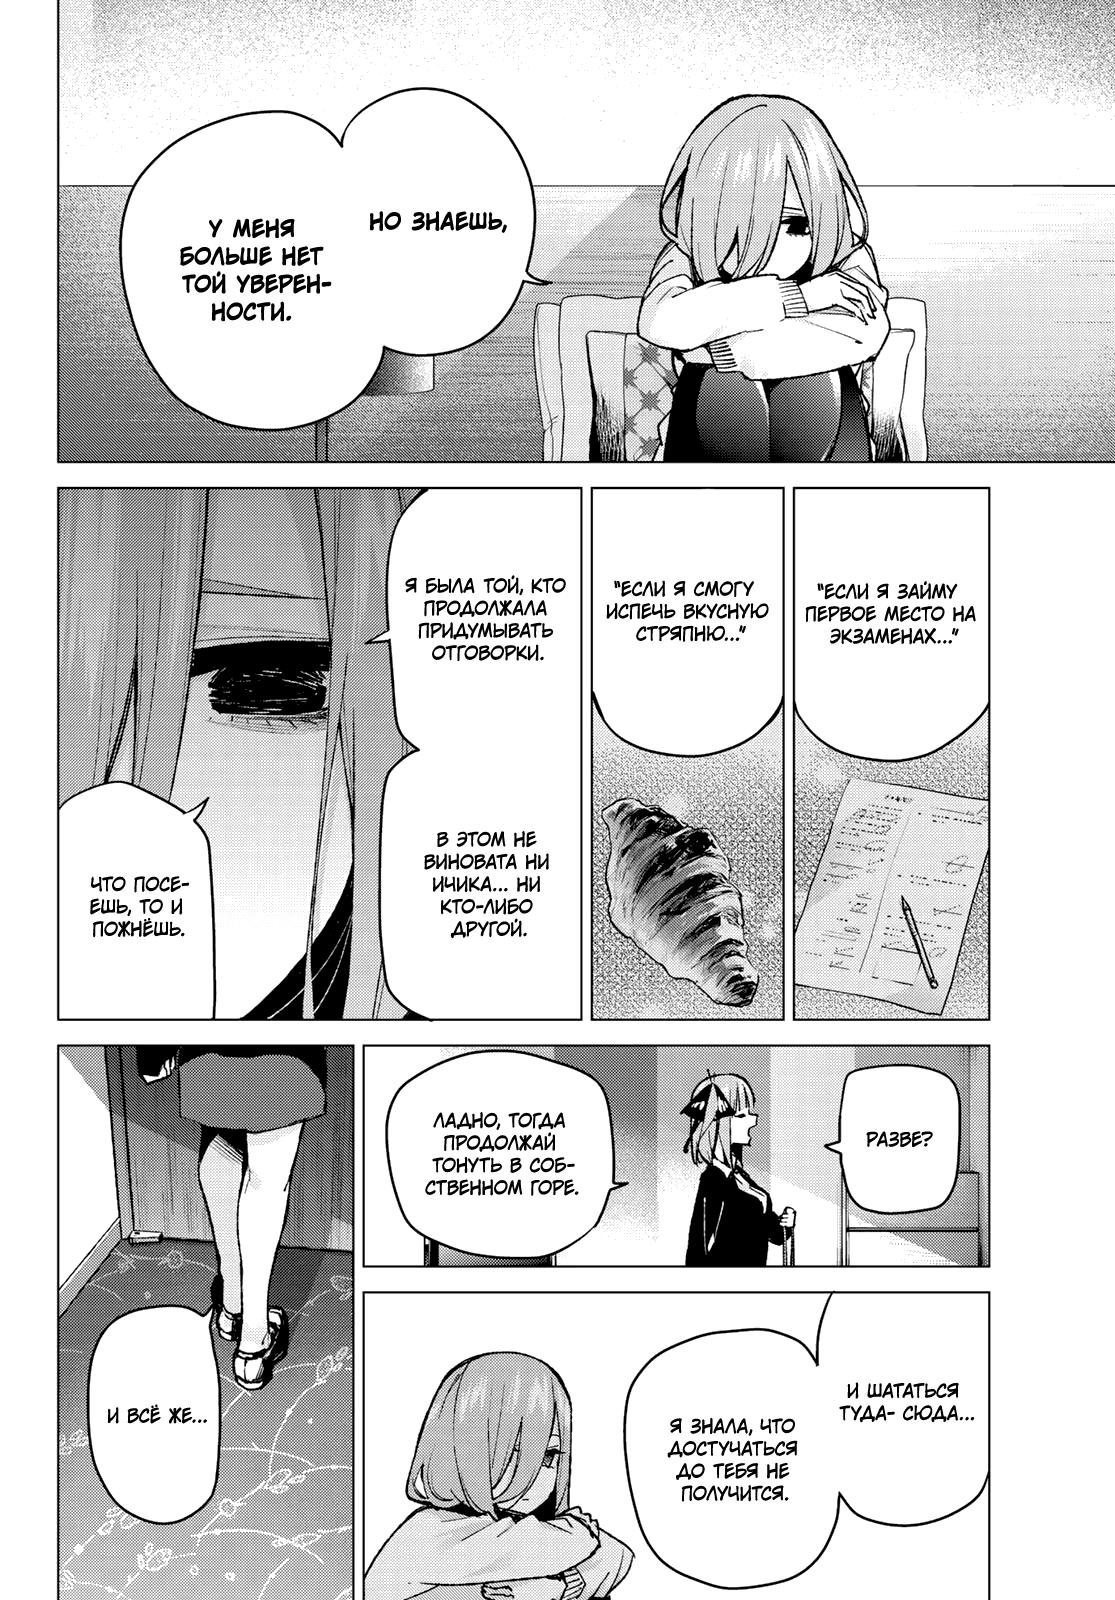 НО ЗНАЕШЬ,
У МЕНЯ
БОЛЬШЕ НЕТ
ТОЙ УВЕРЕН-
НОСТИ.
"ЕСЛИ Я ЗАЙМУ
ПЕРВОЕ МЕСТО НА
ЭКЗАМЕНАХ..."
"ЕСЛИ Я СМОГУ
ИСПЕЧЬ ВКУСНУЮ
СТРЯПНЮ..."
Я БЫЛА ТОЙ, КТО
ПРОДОЛЖАЛА
ПРИДУМЫВАТЬ
ОТГОВОРКИ.
В ЭТОМ НЕ
ВИНОВАТА НИ
ИЧИКА... НИ
КТО-ЛИБО
ДРУГОЙ.
ЧТО ПОСЕ-
ЕШЬ, ТО И
ПОЖНЁШЬ.
РАЗВЕ?
ЛАДНО, ТОГДА
ПРОДОЛЖАЙ
ТОНУТЬ В СОБ-
СТВЕННОМ ГОРЕ.
И ШАТАТЬСЯ
ТУДА- СЮДА...
Я ЗНАЛА, ЧТО
ДОСТУЧАТЬСЯ
ДО ТЕБЯ НЕ
ПОЛУЧИТСЯ.
И ВСЁ ЖЕ...